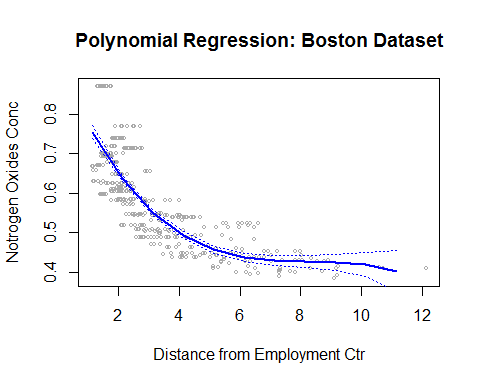 Polynomial Regression: Boston Dataset
Notrogen Oxides Conc
0.8
0.7
0.6
0.5
0.4
2 4 6 8 10 12
Distance from Employment Ctr